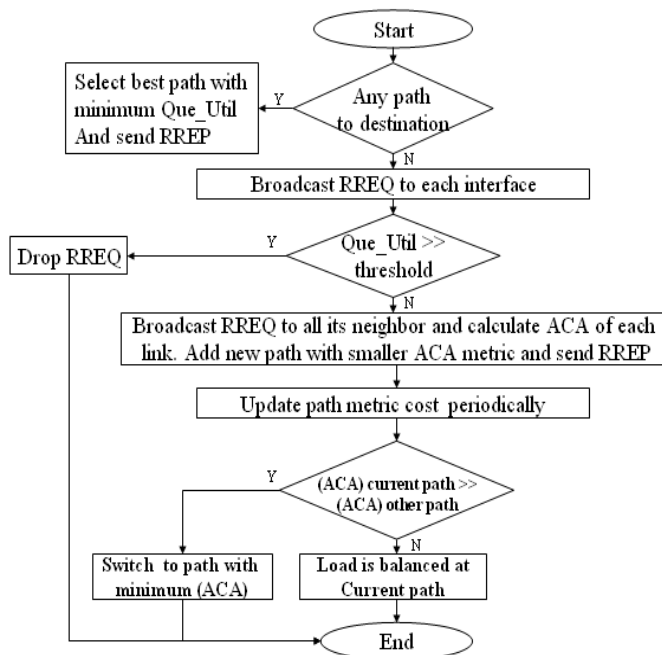 Start
Select best path with
minimum Que_Util
And send RREP
Y
Any path
to destination
N
Broadcast RREQ to each interface
Drop RREQ
Y
Que_Util >>
threshold
N
Broadcast RREQ to all its neighbor and calculate ACA of each
link. Add new path with smaller ACA metric and send RREP
Update path metric cost periodically
Y
(ACA) current path >>
(ACA) other path
N
Switch to path with
minimum (ACA)
Load is balanced at
Current path
End